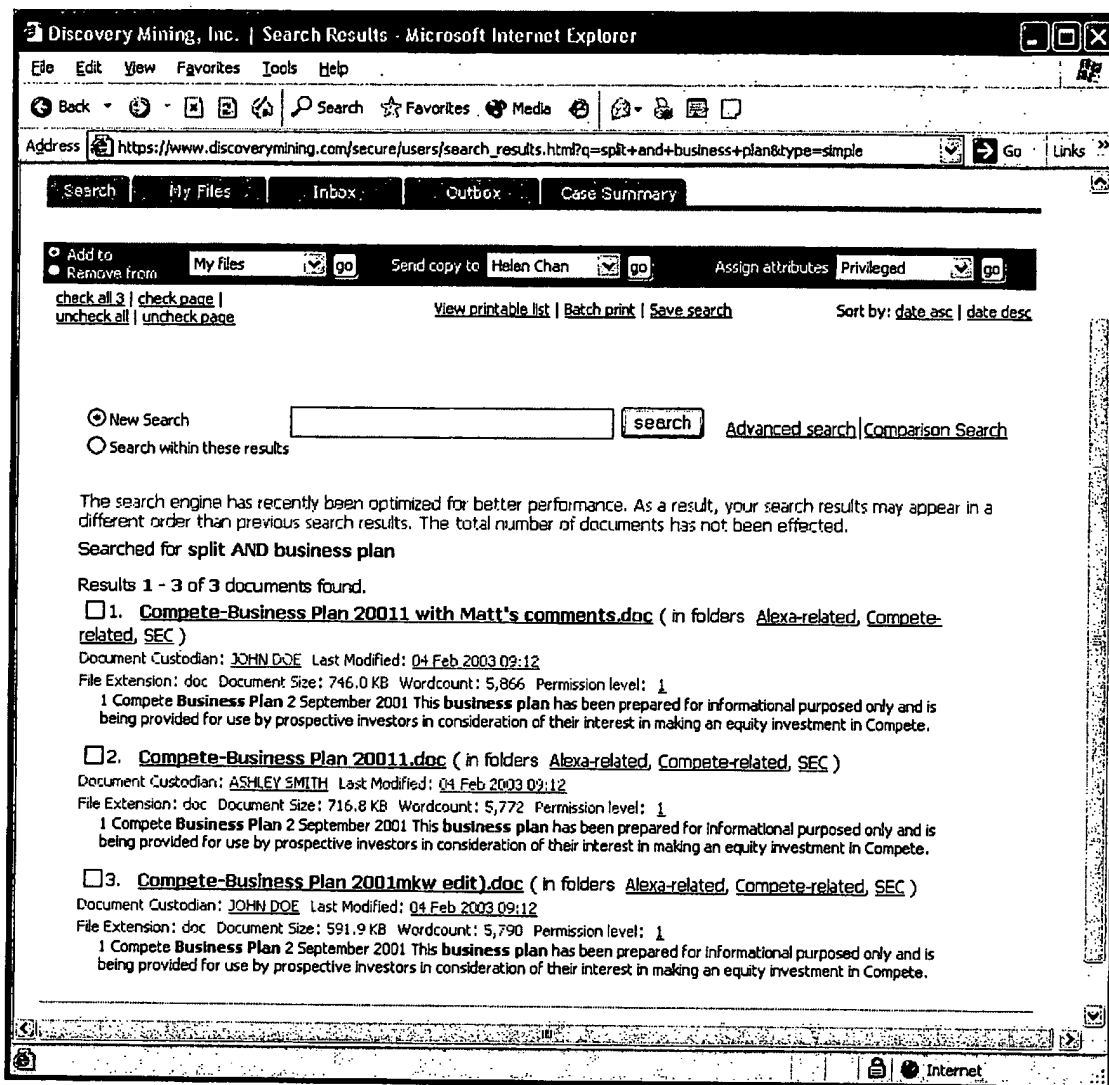 Discovery Mining, Inc. | Search Results - Microsoft Internet Explorer
File Edit View Favorites Tools Help
Back Search Favorites Media
Address https://www.discoverymining.com/secure/users/search_results.html?q=split+and+business+plan&type=simple Go Links »
Search My Files Inbox Outbox Case Summary
Add to
Remove from My files go Send copy to Helen Chan go Assign attributes Privileged go
check all 3 | check page |
uncheck all | uncheck page View printable list | Batch print | Save search Sort by: date asc | date desc
New Search search Advanced search | Comparison Search
Search within these results
The search engine has recently been optimized for better performance. As a result, your search results may appear in a
different order than previous search results. The total number of documents has not been effected.
Searched for split AND business plan
Results 1 - 3 of 3 documents found.
1. Compete-Business Plan 20011 with Matt's comments.doc ( in folders Alexa-related, Compete-
related, SEC )
Document Custodian: JOHN DOE Last Modified: 04 Feb 2003 09:12
File Extension: doc Document Size: 746.0 KB Wordcount: 5,866 Permission level: 1
1 Compete Business Plan 2 September 2001 This business plan has been prepared for informational purposed only and is
being provided for use by prospective investors in consideration of their interest in making an equity investment in Compete.
2. Compete-Business Plan 20011.doc ( in folders Alexa-related, Compete-related, SEC )
Document Custodian: ASHLEY SMITH Last Modified: 04 Feb 2003 09:12
File Extension: doc Document Size: 716.8 KB Wordcount: 5,772 Permission level: 1
1 Compete Business Plan 2 September 2001 This business plan has been prepared for informational purposed only and is
being provided for use by prospective investors in consideration of their interest in making an equity investment in Compete.
3. Compete-Business Plan 2001mkw edit).doc ( in folders Alexa-related, Compete-related, SEC )
Document Custodian: JOHN DOE Last Modified: 04 Feb 2003 09:12
File Extension: doc Document Size: 591.9 KB Wordcount: 5,790 Permission level: 1
1 Compete Business Plan 2 September 2001 This business plan has been prepared for informational purposed only and is
being provided for use by prospective investors in consideration of their interest in making an equity investment in Compete.
Internet